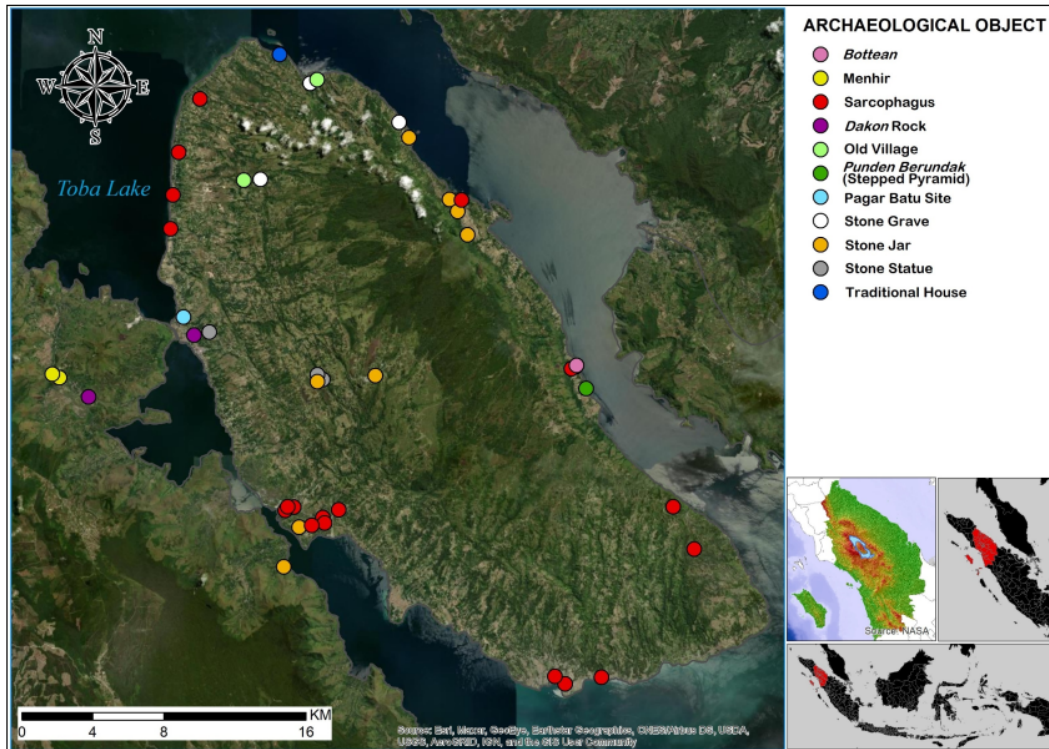 N
W E
S
Toba Lake
KM
0 4 8 16
Source: Esri, Maxar, GeoEye, Earthstar Geographics, CNES/Airbus DS, USDA,
USGS, AeroGRID, IGN, and the GIS User Community
ARCHAEOLOGICAL OBJECT
Bottean
Menhir
Sarcophagus
Dakon Rock
Old Village
Punden Berundak
(Stepped Pyramid)
Pagar Batu Site
Stone Grave
Stone Jar
Stone Statue
Traditional House
Source: NASA